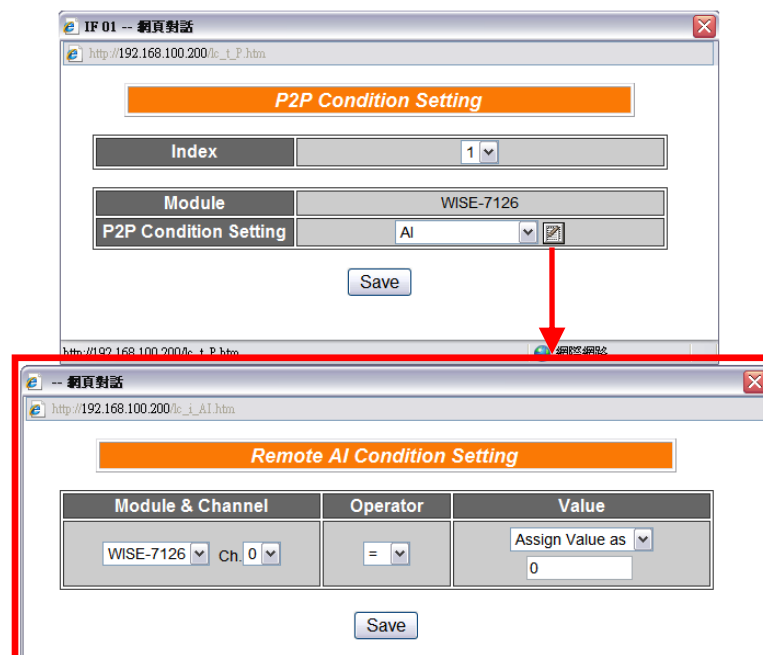 IF 01 -- 網頁對話
http://192.168.100.200/lc_t_P.htm
P2P Condition Setting
Index 1
Module WISE-7126
P2P Condition Setting AI
Save
http://192.168.100.200/lc_t_P.htm 網際網路
-- 網頁對話
http://192.168.100.200/lc_i_AI.htm
Remote AI Condition Setting
Module & Channel Operator Value
WISE-7126 Ch. 0 = Assign Value as
0
Save